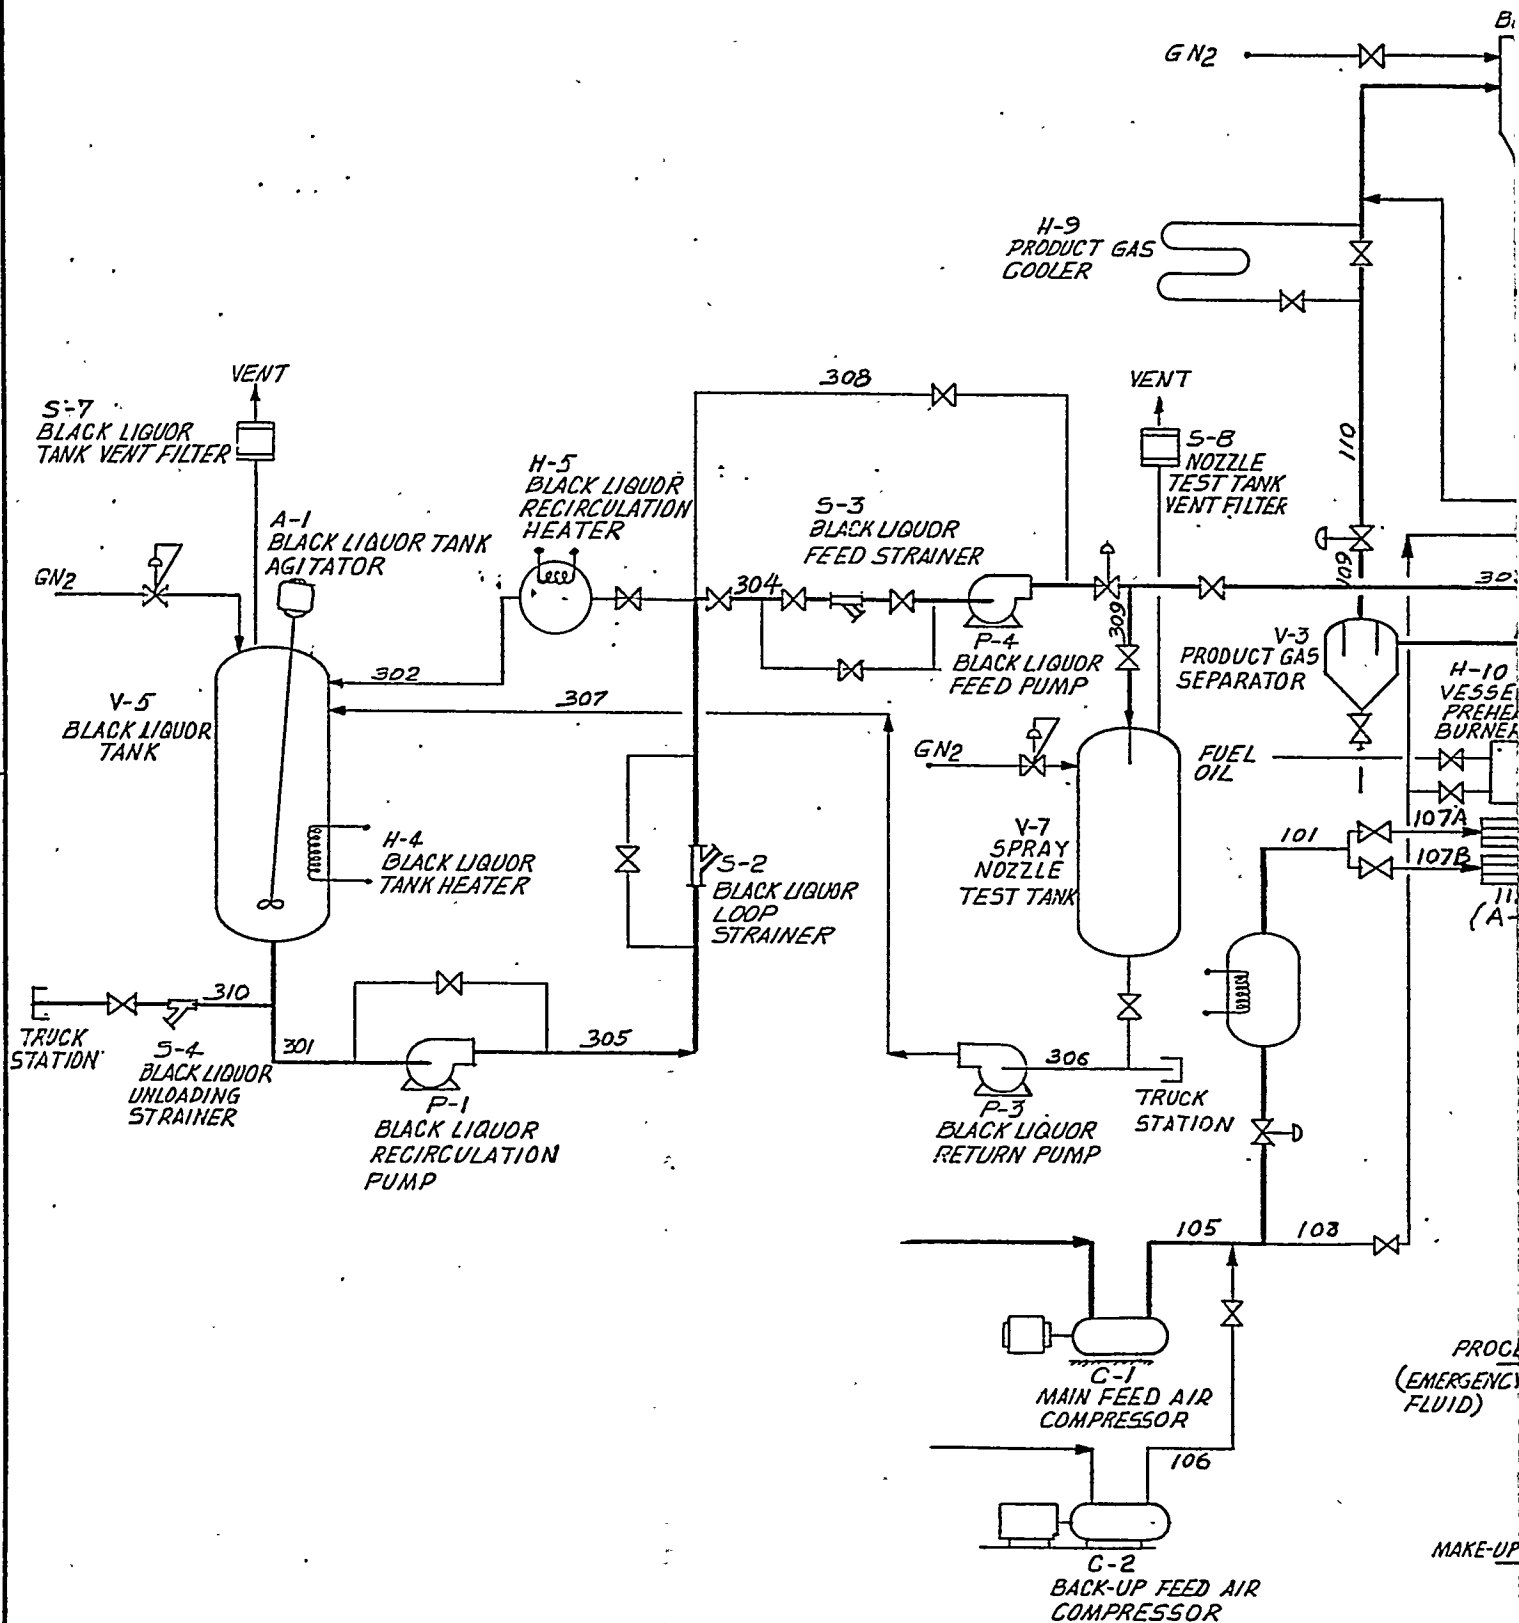 GN2
H-9
PRODUCT GAS
COOLER
VENT
S-7
BLACK LIQUOR
TANK VENT FILTER
308
VENT
110
S-8
NOZZLE
TEST TANK
VENT FILTER
H-5
BLACK LIQUOR
RECIRCULATION
HEATER
S-3
BLACK LIQUOR
FEED STRAINER
A-1
BLACK LIQUOR TANK
AGITATOR
GN2
304
109
309
P-4
BLACK LIQUOR
FEED PUMP
V-3
PRODUCT GAS
SEPARATOR
302
307
V-5
BLACK LIQUOR
TANK
H-10
BURNER
GN2
FUEL
OIL
107A
101
107B
V-7
SPRAY
NOZZLE
TEST TANK
H-4
BLACK LIQUOR
TANK HEATER
S-2
BLACK LIQUOR
LOOP
STRAINER
310
TRUCK
STATION
301
S-4
BLACK LIQUOR
UNLOADING
STRAINER
305
306
P-1
BLACK LIQUOR
RECIRCULATION
PUMP
P-3
BLACK LIQUOR
RETURN PUMP
TRUCK
STATION
105
103
C-1
MAIN FEED AIR
COMPRESSOR
(EMERGENCY
FLUID)
106
C-2
BACK-UP FEED AIR
COMPRESSOR
MAKE-UP